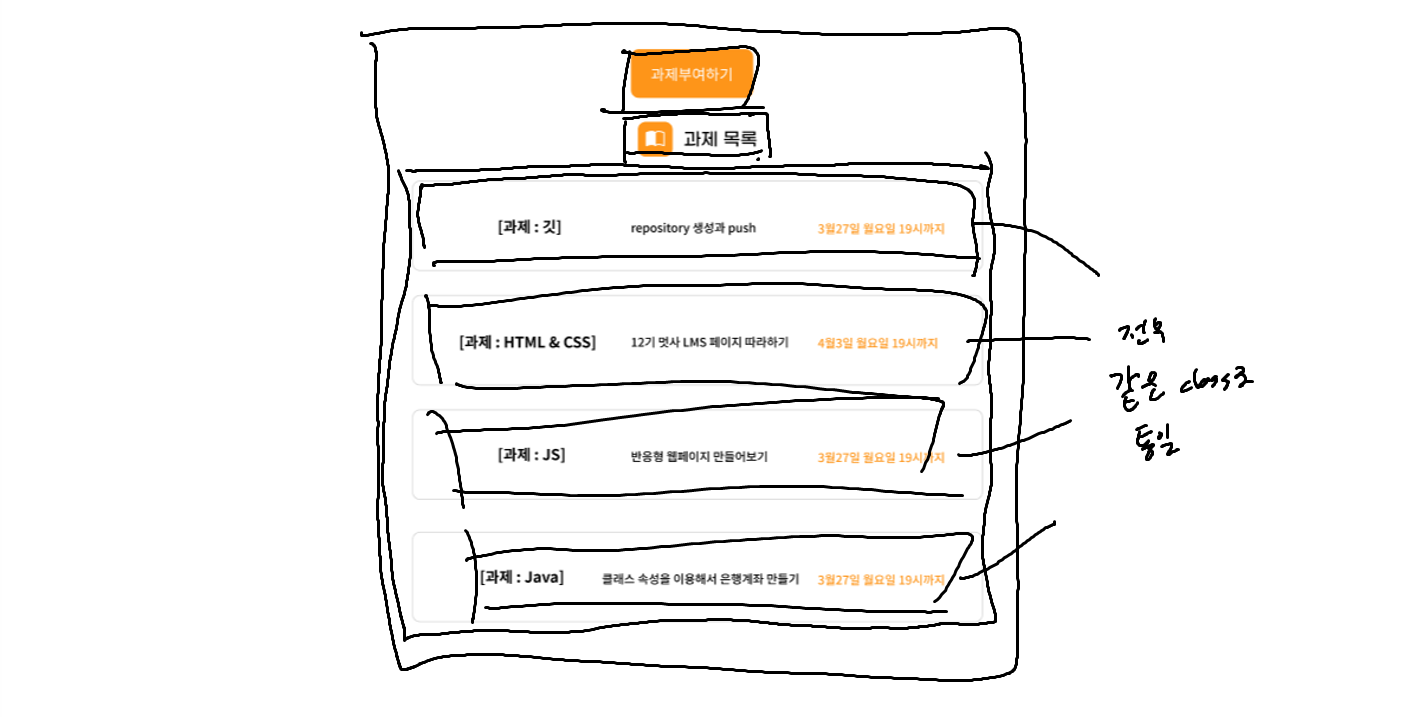 과제부여하기
과제 목록
[과제 : 깃] repository 생성과 push 3월27일 월요일 19시까지
[과제 : HTML & CSS] 12기 멋사 LMS 페이지 따라하기 4월3일 월요일 19시까지
[과제 : JS] 반응형 웹페이지 만들어보기 3월27일 월요일 19시까지
[과제 : Java] 클래스 속성을 이용해서 은행계좌 만들기 3월27일 월요일 19시까지
전부
같은 class로
통일